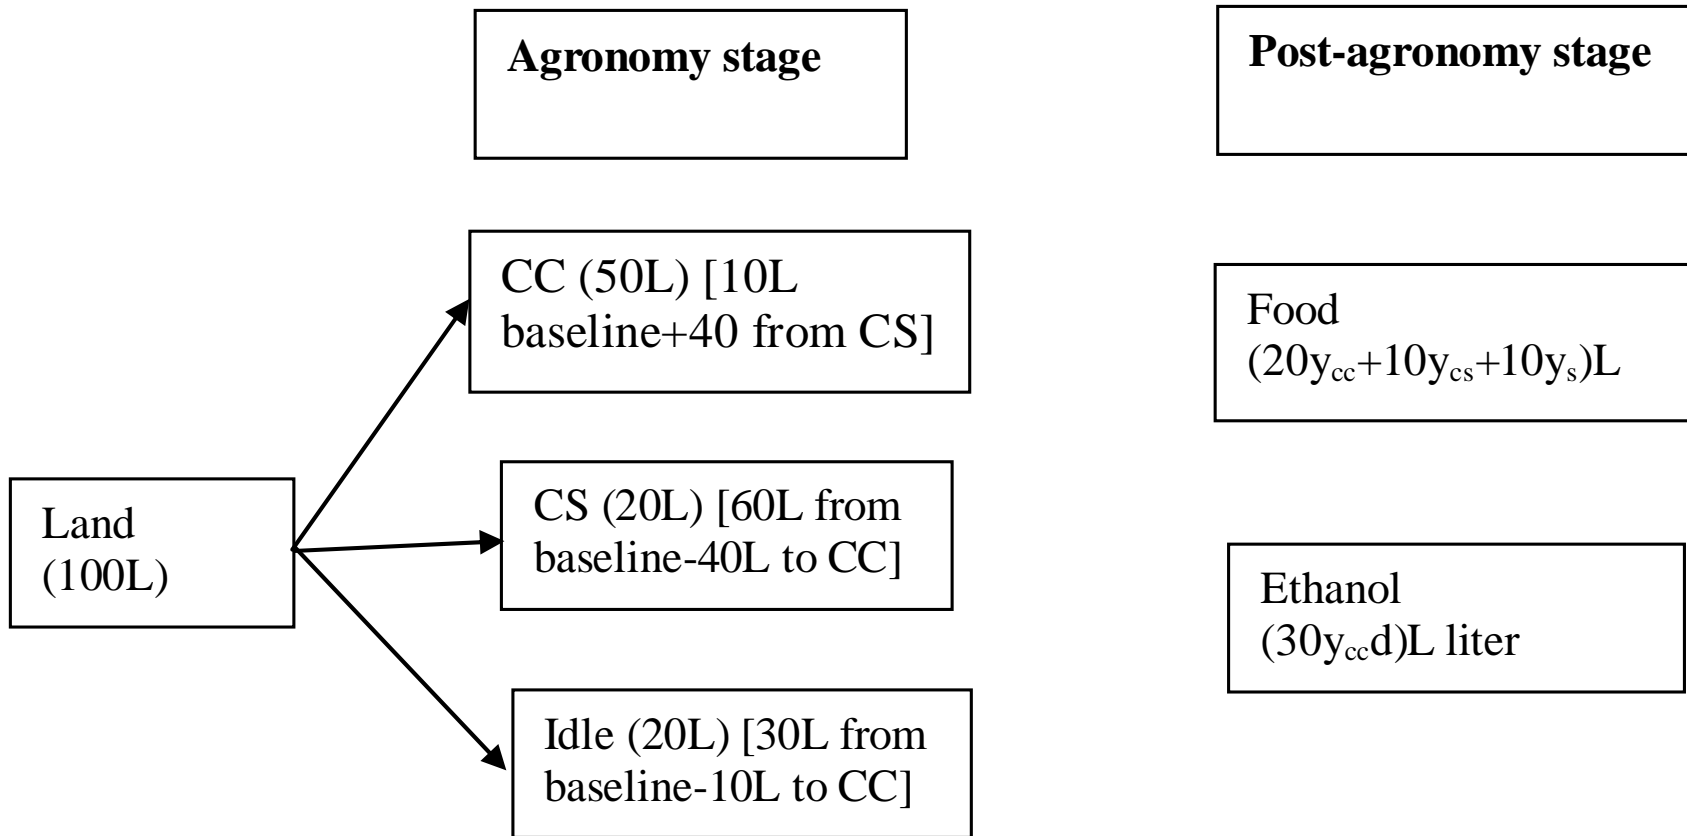 Agronomy stage
Post-agronomy stage
CC (50L) [10L
baseline+40 from CS]
Food
(20ycc+10ycs+10ys)L
Land
(100L)
CS (20L) [60L from
baseline-40L to CC]
Ethanol
(30yccd)L liter
Idle (20L) [30L from
baseline-10L to CC]